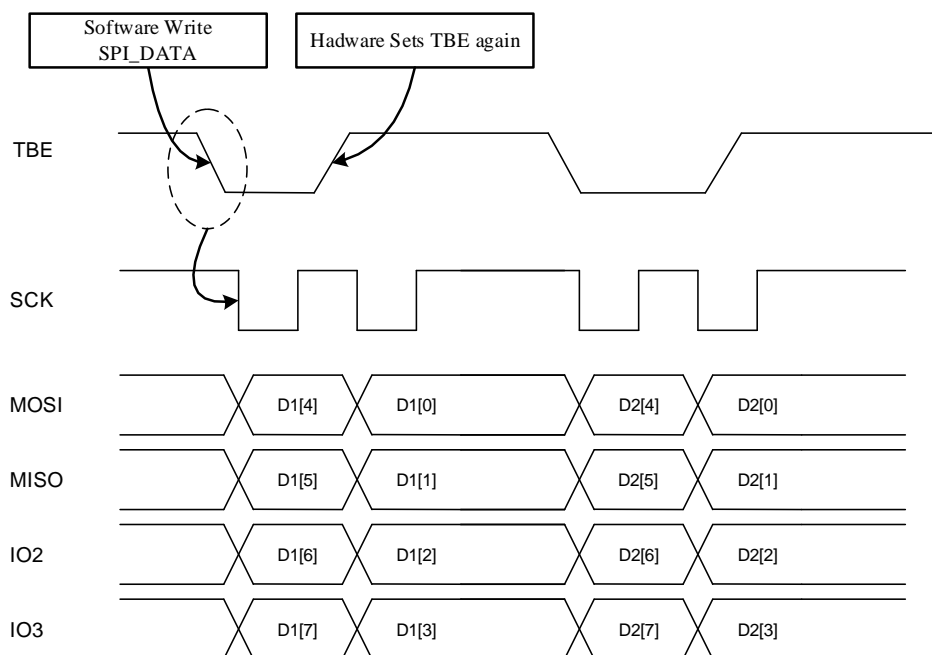 Software Write
SPI_DATA
Hadware Sets TBE again
TBE
SCK
MOSI D1[4] D1[0] D2[4] D2[0]
MISO D1[5] D1[1] D2[5] D2[1]
IO2 D1[6] D1[2] D2[6] D2[2]
IO3 D1[7] D1[3] D2[7] D2[3]